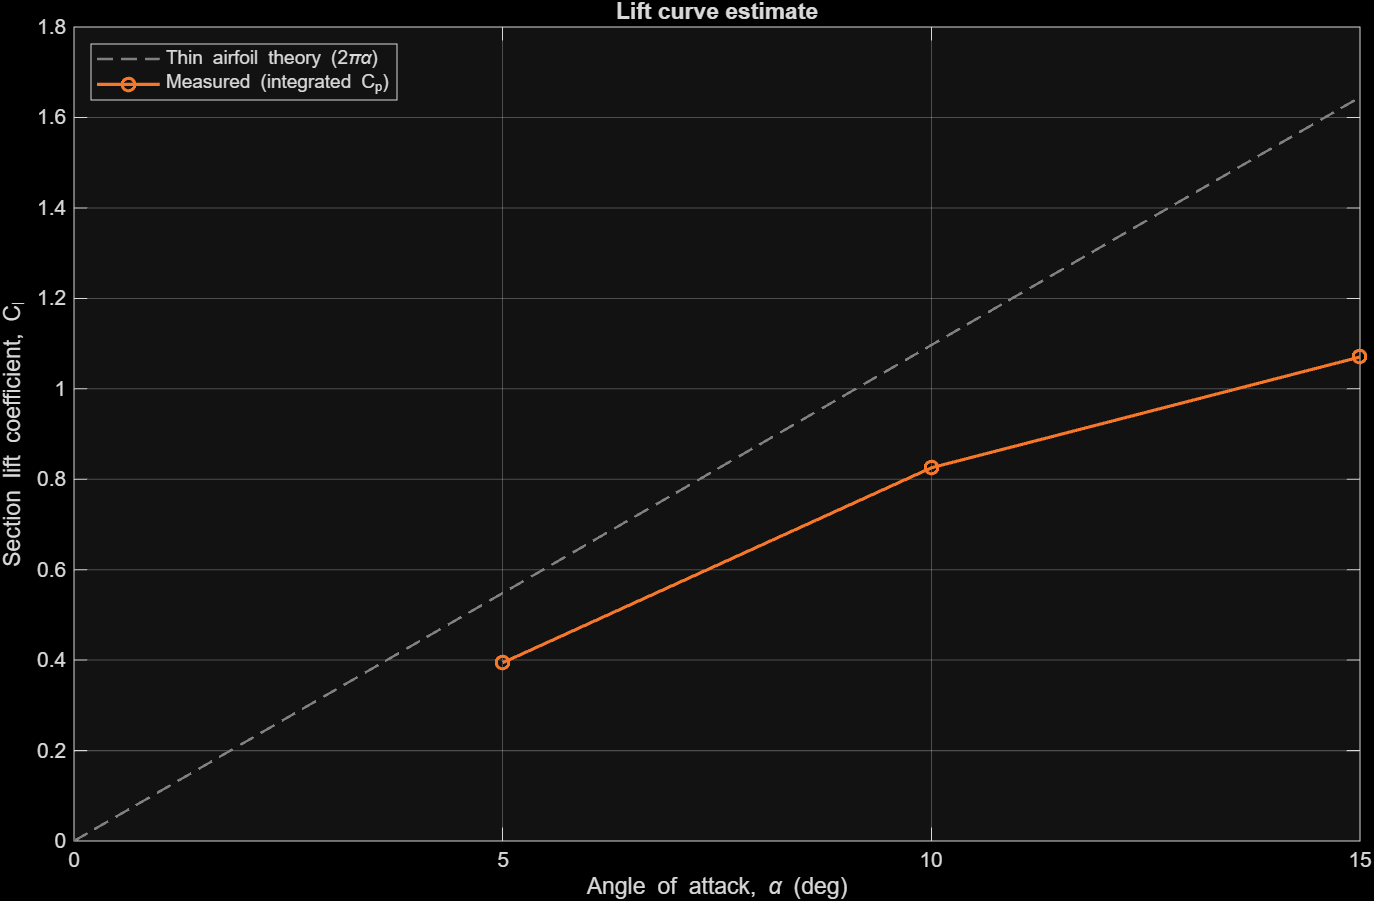 Lift curve estimate
Thin airfoil theory (2πα)
Measured (integrated Cp)
1.8
1.6
1.4
1.2
1
0.8
0.6
0.4
0.2
0
Section lift coefficient, Cl
0 5 10 15
Angle of attack, α (deg)